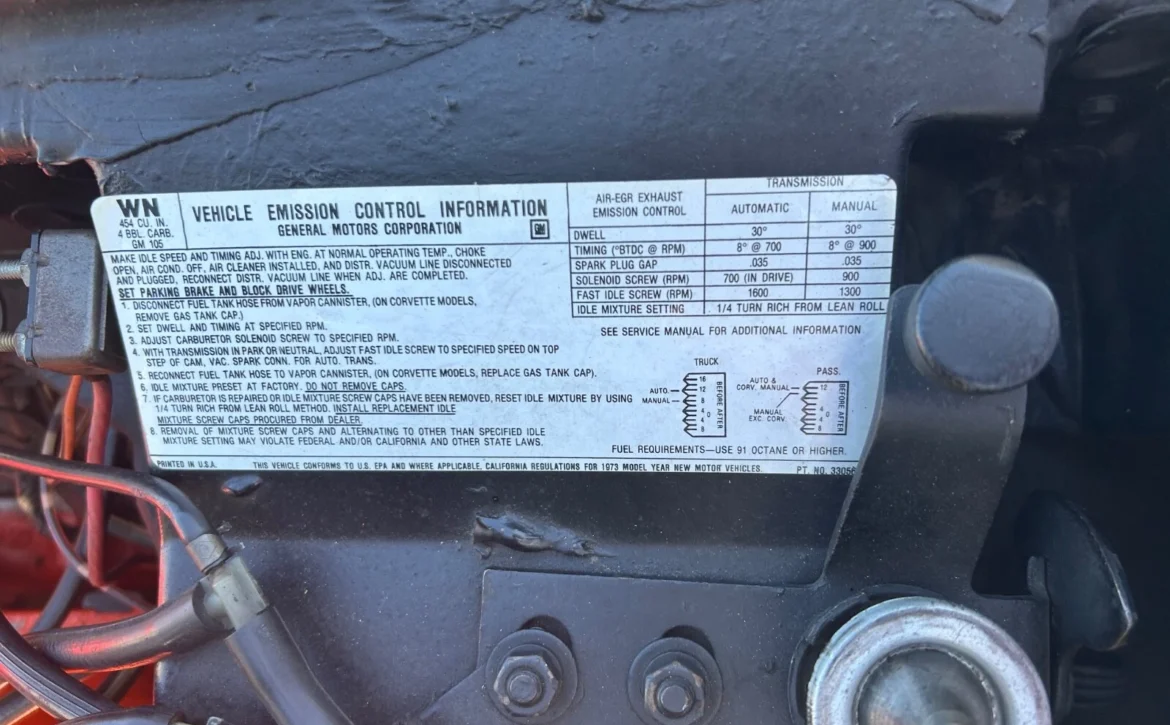 WN
454 CU. IN.
4 BBL. CARB.
GM 105
VEHICLE EMISSION CONTROL INFORMATION
GENERAL MOTORS CORPORATION
GM
MAKE IDLE SPEED AND TIMING ADJ. WITH ENG. AT NORMAL OPERATING TEMP., CHOKE
OPEN, AIR COND. OFF, AIR CLEANER INSTALLED, AND DISTR. VACUUM LINE DISCONNECTED
AND PLUGGED, RECONNECT DISTR. VACUUM LINE WHEN ADJ. ARE COMPLETED.
SET PARKING BRAKE AND BLOCK DRIVE WHEELS.
1. DISCONNECT FUEL TANK HOSE FROM VAPOR CANNISTER, (ON CORVETTE MODELS,
REMOVE GAS TANK CAP.)
2. SET DWELL AND TIMING AT SPECIFIED RPM.
3. ADJUST CARBURETOR SOLENOID SCREW TO SPECIFIED RPM.
4. WITH TRANSMISSION IN PARK OR NEUTRAL, ADJUST FAST IDLE SCREW TO SPECIFIED SPEED ON TOP
STEP OF CAM, VAC. SPARK CONN. FOR AUTO. TRANS.
5. RECONNECT FUEL TANK HOSE TO VAPOR CANNISTER, (ON CORVETTE MODELS, REPLACE GAS TANK CAP).
6. IDLE MIXTURE PRESET AT FACTORY. DO NOT REMOVE CAPS.
7. IF CARBURETOR IS REPAIRED OR IDLE MIXTURE SCREW CAPS HAVE BEEN REMOVED, RESET IDLE MIXTURE BY USING
1/4 TURN RICH FROM LEAN ROLL METHOD. INSTALL REPLACEMENT IDLE
MIXTURE SCREW CAPS PROCURED FROM DEALER.
8. REMOVAL OF MIXTURE SCREW CAPS AND ALTERNATING TO OTHER THAN SPECIFIED IDLE
MIXTURE SETTING MAY VIOLATE FEDERAL AND/OR CALIFORNIA AND OTHER STATE LAWS.
AIR-EGR EXHAUST
EMISSION CONTROL
TRANSMISSION
AUTOMATIC MANUAL
DWELL 30° 30°
TIMING (°BTDC @ RPM) 8° @ 700 8° @ 900
SPARK PLUG GAP .035 .035
SOLENOID SCREW (RPM) 700 (IN DRIVE) 900
FAST IDLE SCREW (RPM) 1600 1300
IDLE MIXTURE SETTING 1/4 TURN RICH FROM LEAN ROLL
SEE SERVICE MANUAL FOR ADDITIONAL INFORMATION
TRUCK
AUTO.
MANUAL
16
12
8
4
0
4
8
BEFORE AFTER
PASS.
AUTO &
CORV. MANUAL
MANUAL
EXC. CORV.
12
BEFORE AFTER
FUEL REQUIREMENTS—USE 91 OCTANE OR HIGHER.
PRINTED IN U.S.A. THIS VEHICLE CONFORMS TO U.S. EPA AND WHERE APPLICABLE, CALIFORNIA REGULATIONS FOR 1973 MODEL YEAR NEW MOTOR VEHICLES. PT. NO. 33056